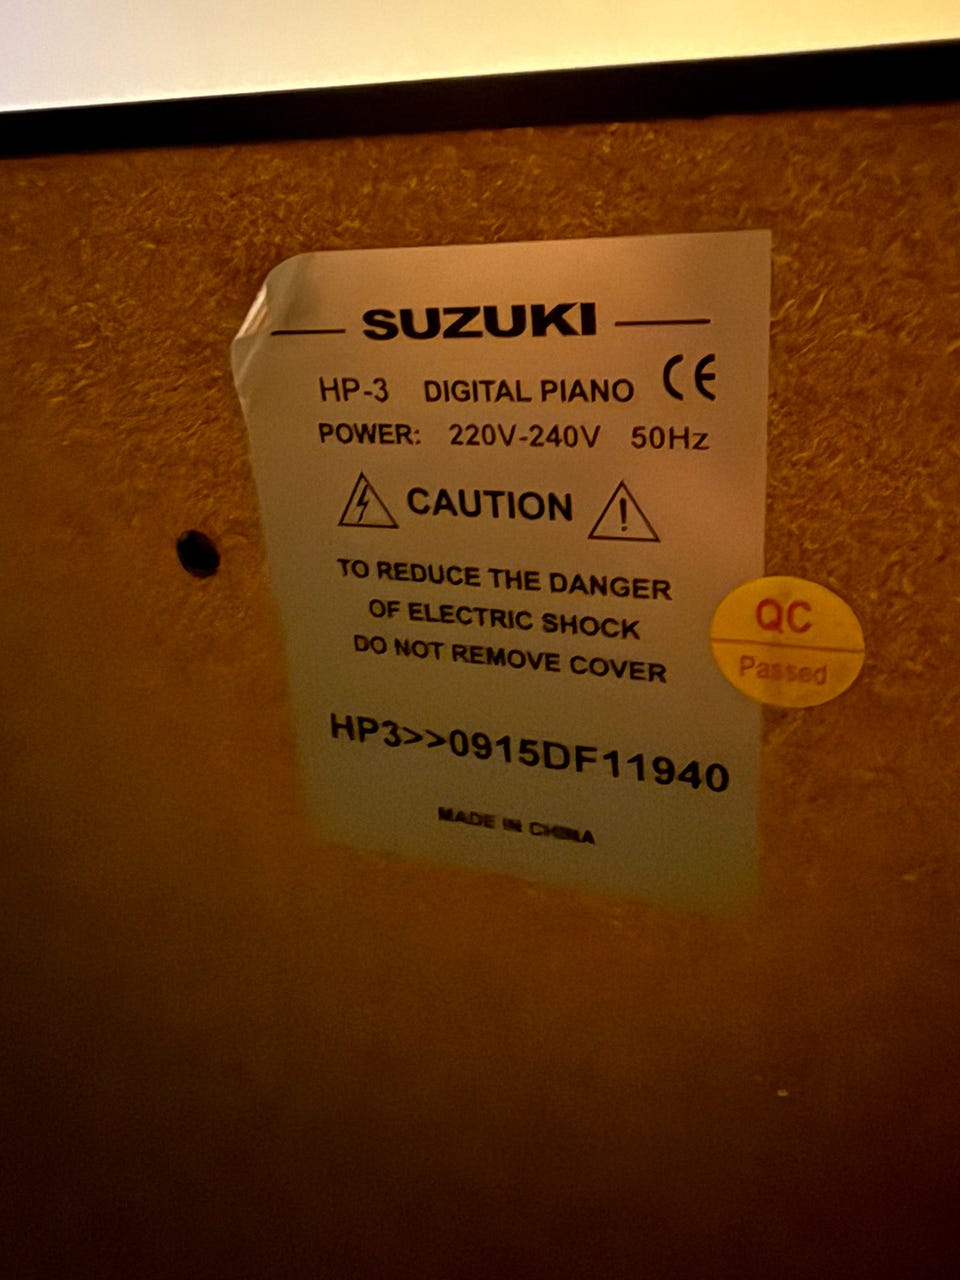 SUZUKI
HP-3 DIGITAL PIANO CE
POWER: 220V-240V 50Hz
CAUTION
TO REDUCE THE DANGER
OF ELECTRIC SHOCK
DO NOT REMOVE COVER
QC
Passed
HP3>>0915DF11940
MADE IN CHINA